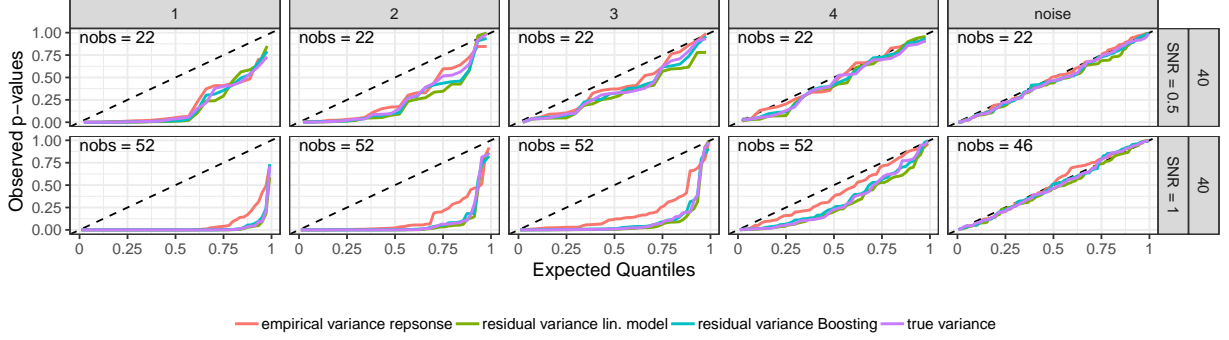 1 2 3 4 noise
Observed p−values
1.00 0.75 0.50 0.25 0.00
nobs = 22 nobs = 22 nobs = 22 nobs = 22 nobs = 22
SNR = 0.5 40
1.00 0.75 0.50 0.25 0.00
nobs = 52 nobs = 52 nobs = 52 nobs = 52 nobs = 46
SNR = 1 40
0 0.25 0.5 0.75 1 0 0.25 0.5 0.75 1 0 0.25 0.5 0.75 1 0 0.25 0.5 0.75 1 0 0.25 0.5 0.75 1
Expected Quantiles
empirical variance repsonse residual variance lin. model residual variance Boosting true variance